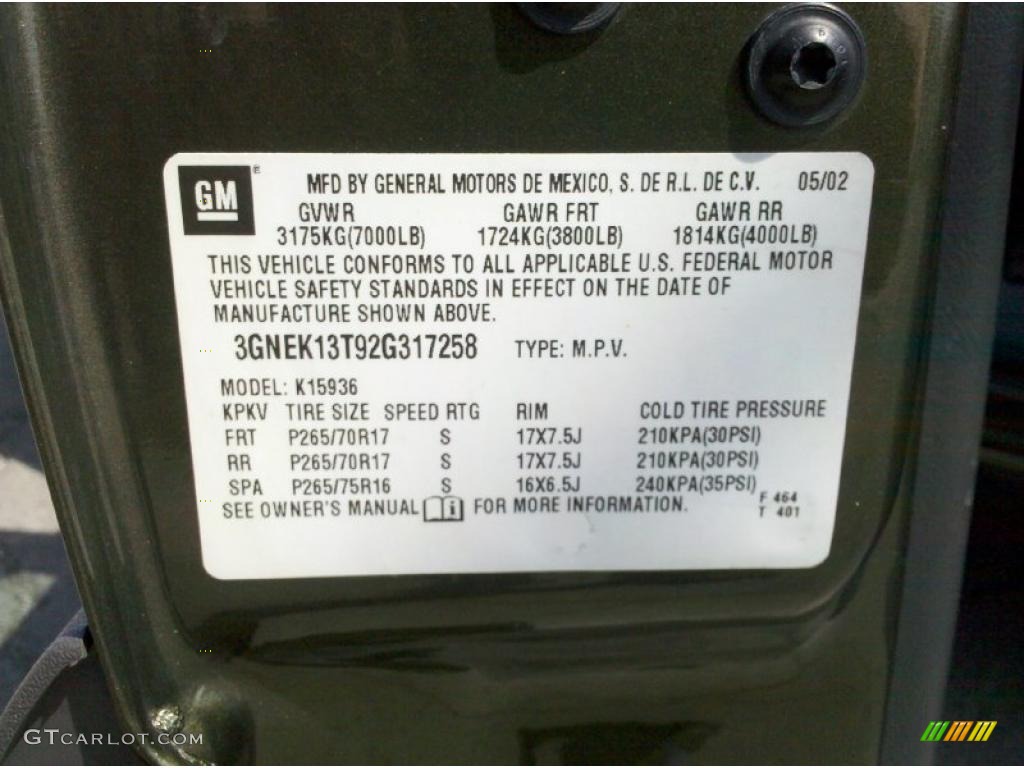 GM ® MFD BY GENERAL MOTORS DE MEXICO, S. DE R.L. DE C.V. 05/02
GVWR GAWR FRT GAWR RR
3175KG(7000LB) 1724KG(3800LB) 1814KG(4000LB)
THIS VEHICLE CONFORMS TO ALL APPLICABLE U.S. FEDERAL MOTOR
VEHICLE SAFETY STANDARDS IN EFFECT ON THE DATE OF
MANUFACTURE SHOWN ABOVE.
3GNEK13T92G317258 TYPE: M.P.V.
MODEL: K15936
KPKV TIRE SIZE SPEED RTG RIM COLD TIRE PRESSURE
FRT P265/70R17 S 17X7.5J 210KPA(30PSI)
RR P265/70R17 S 17X7.5J 210KPA(30PSI)
SPA P265/75R16 S 16X6.5J 240KPA(35PSI)
SEE OWNER'S MANUAL i FOR MORE INFORMATION.
F 464
T 401
GTCARLOT.COM